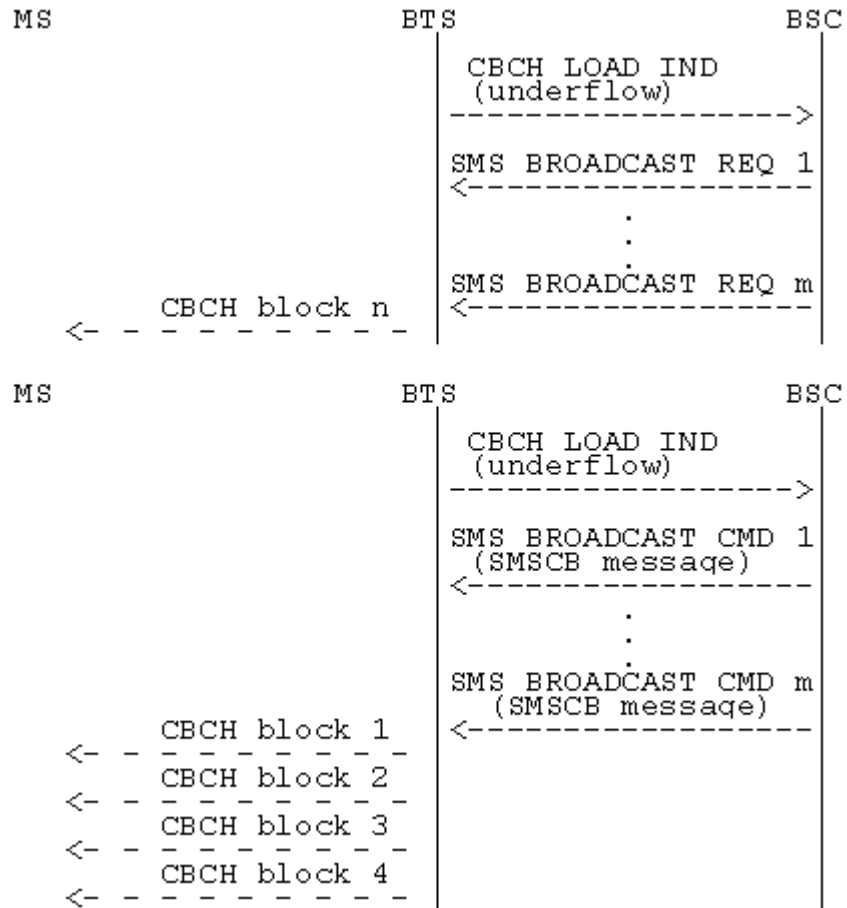 MS BTS BSC
CBCH LOAD IND
(underflow)
SMS BROADCAST REQ 1
.
.
.
SMS BROADCAST REQ m
CBCH block n
MS BTS BSC
CBCH LOAD IND
(underflow)
SMS BROADCAST CMD 1
(SMSCB message)
.
.
.
SMS BROADCAST CMD m
(SMSCB message)
CBCH block 1
CBCH block 2
CBCH block 3
CBCH block 4